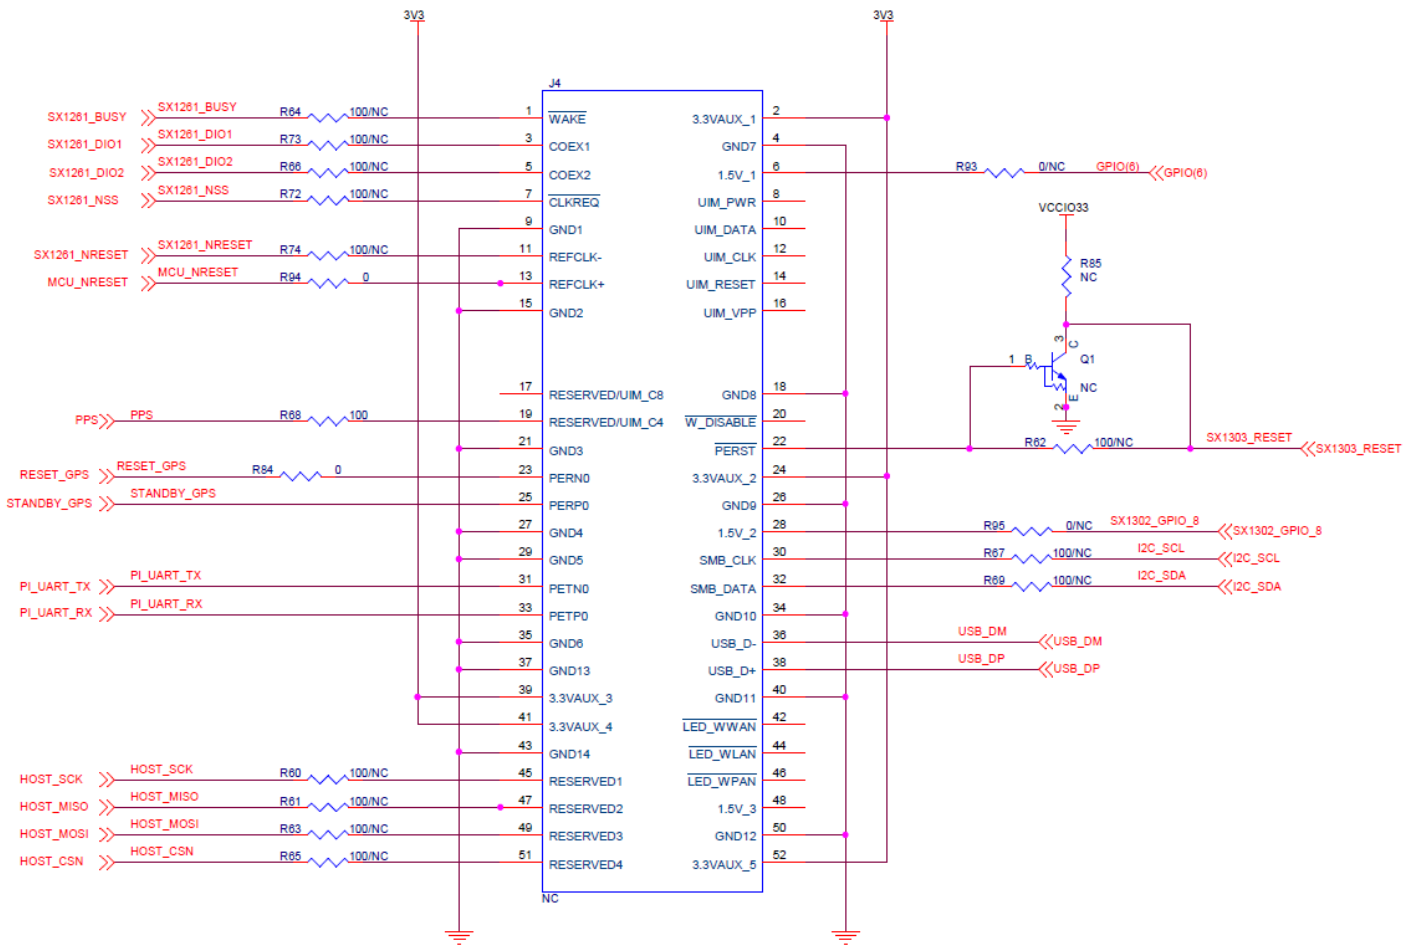 3V3 3V3
J4
SX1261_BUSY SX1261_BUSY R64 100/NC 1 WAKE 3.3VAUX_1 2
SX1261_DIO1 SX1261_DIO1 R73 100/NC 3 COEX1 GND7 4
SX1261_DIO2 SX1261_DIO2 R66 100/NC 5 COEX2 1.5V_1 6 R93 0/NC GPIO(6) GPIO(6)
SX1261_NSS SX1261_NSS R72 100/NC 7 CLKREQ UIM_PWR 8
VCCIO33
9 GND1 UIM_DATA 10
SX1261_NRESET SX1261_NRESET R74 100/NC 11 REFCLK- UIM_CLK 12
R85
NC
MCU_NRESET MCU_NRESET R94 0 13 REFCLK+ UIM_RESET 14
15 GND2 UIM_VPP 16
3 C
1 B Q1
NC
2 E
17 RESERVED/UIM_C8 GND8 18
PPS PPS R68 100 19 RESERVED/UIM_C4 W_DISABLE 20
21 GND3 PERST 22 R62 100/NC SX1303_RESET SX1303_RESET
RESET_GPS RESET_GPS R84 0 23 PERN0 3.3VAUX_2 24
STANDBY_GPS STANDBY_GPS 25 PERP0 GND9 26
27 GND4 1.5V_2 28 R95 0/NC SX1302_GPIO_8 SX1302_GPIO_8
29 GND5 SMB_CLK 30 R67 100/NC I2C_SCL I2C_SCL
PI_UART_TX PI_UART_TX 31 PETN0 SMB_DATA 32 R69 100/NC I2C_SDA I2C_SDA
PI_UART_RX PI_UART_RX 33 PETP0 GND10 34
35 GND6 USB_D- 36 USB_DM USB_DM
37 GND13 USB_D+ 38 USB_DP USB_DP
39 3.3VAUX_3 GND11 40
41 3.3VAUX_4 LED_WWAN 42
43 GND14 LED_WLAN 44
HOST_SCK HOST_SCK R60 100/NC 45 RESERVED1 LED_WPAN 46
HOST_MISO HOST_MISO R61 100/NC 47 RESERVED2 1.5V_3 48
HOST_MOSI HOST_MOSI R63 100/NC 49 RESERVED3 GND12 50
HOST_CSN HOST_CSN R65 100/NC 51 RESERVED4 3.3VAUX_5 52
NC